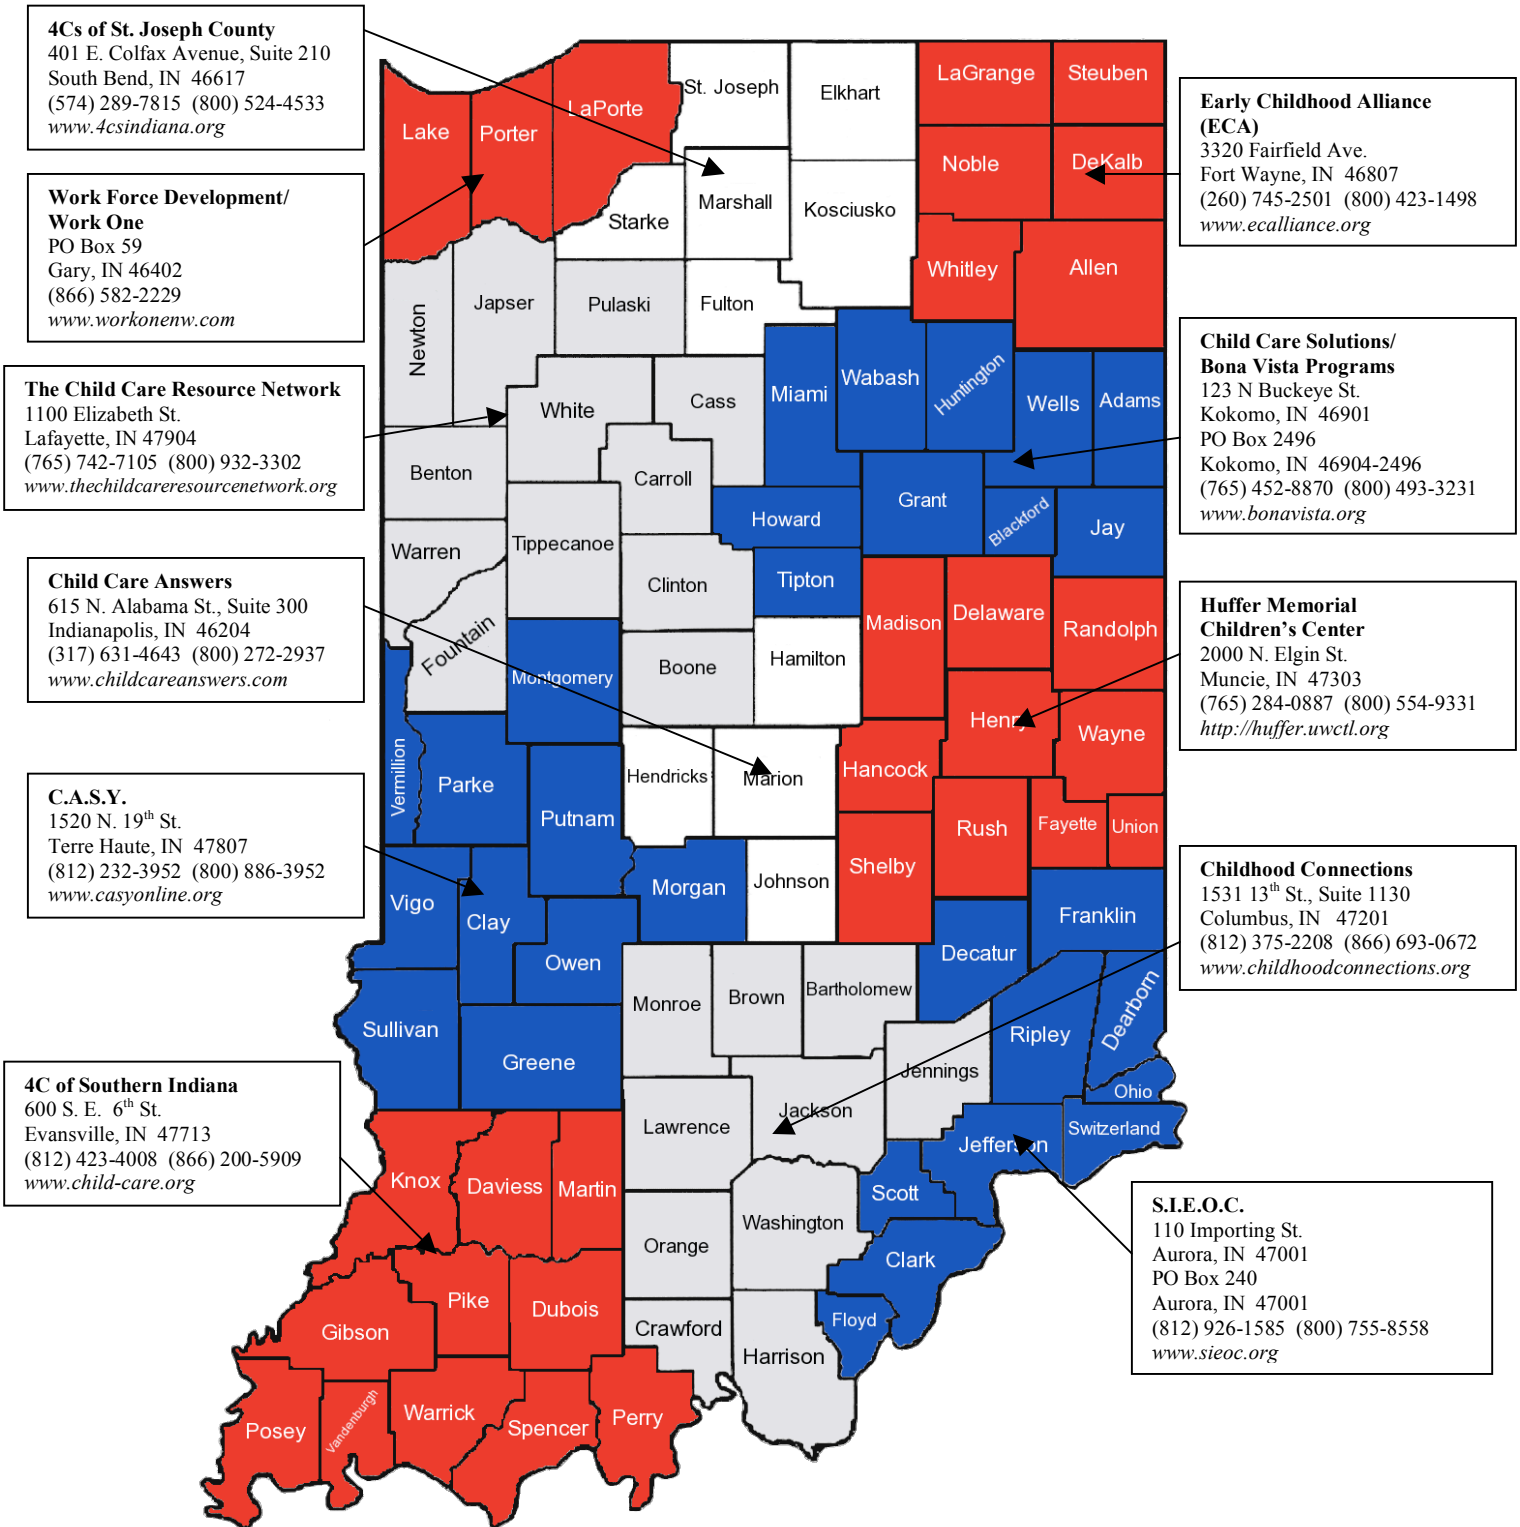 4Cs of St. Joseph County
401 E. Colfax Avenue, Suite 210
South Bend, IN  46617
(574) 289-7815  (800) 524-4533
www.4csindiana.org
Work Force Development/
Work One
PO Box 59
Gary, IN 46402
(866) 582-2229
www.workonenw.com
The Child Care Resource Network
1100 Elizabeth St.
Lafayette, IN 47904
(765) 742-7105  (800) 932-3302
www.thechildcareresourcenetwork.org
Child Care Answers
615 N. Alabama St., Suite 300
Indianapolis, IN  46204
(317) 631-4643  (800) 272-2937
www.childcareanswers.com
C.A.S.Y.
1520 N. 19th St.
Terre Haute, IN  47807
(812) 232-3952  (800) 886-3952
www.casyonline.org
4C of Southern Indiana
600 S. E.  6th St.
Evansville, IN  47713
(812) 423-4008  (866) 200-5909
www.child-care.org
Lake
Porter
LaPorte
St. Joseph
Elkhart
LaGrange
Steuben
Noble
DeKalb
Starke
Marshall
Kosciusko
Whitley
Allen
Newton
Japser
Pulaski
Fulton
White
Cass
Miami
Wabash
Huntington
Wells
Adams
Benton
Carroll
Grant
Howard
Blackford
Jay
Warren
Tippecanoe
Clinton
Tipton
Madison
Delaware
Randolph
Fountain
Montgomery
Boone
Hamilton
Henry
Wayne
Vermillion
Parke
Putnam
Hendricks
Marion
Hancock
Rush
Fayette
Union
Vigo
Clay
Morgan
Johnson
Shelby
Franklin
Owen
Decatur
Sullivan
Greene
Monroe
Brown
Bartholomew
Ripley
Dearborn
Jennings
Ohio
Lawrence
Jackson
Jefferson
Switzerland
Knox
Daviess
Martin
Scott
Washington
Orange
Clark
Gibson
Pike
Dubois
Crawford
Floyd
Harrison
Posey
Vandenburgh
Warrick
Spencer
Perry
Early Childhood Alliance
(ECA)
3320 Fairfield Ave.
Fort Wayne, IN  46807
(260) 745-2501  (800) 423-1498
www.ecalliance.org
Child Care Solutions/
Bona Vista Programs
123 N Buckeye St.
Kokomo, IN  46901
PO Box 2496
Kokomo, IN  46904-2496
(765) 452-8870  (800) 493-3231
www.bonavista.org
Huffer Memorial
Children’s Center
2000 N. Elgin St.
Muncie, IN  47303
(765) 284-0887  (800) 554-9331
http://huffer.uwctl.org
Childhood Connections
1531 13th St., Suite 1130
Columbus, IN   47201
(812) 375-2208  (866) 693-0672
www.childhoodconnections.org
S.I.E.O.C.
110 Importing St.
Aurora, IN  47001
PO Box 240
Aurora, IN  47001
(812) 926-1585  (800) 755-8558
www.sieoc.org